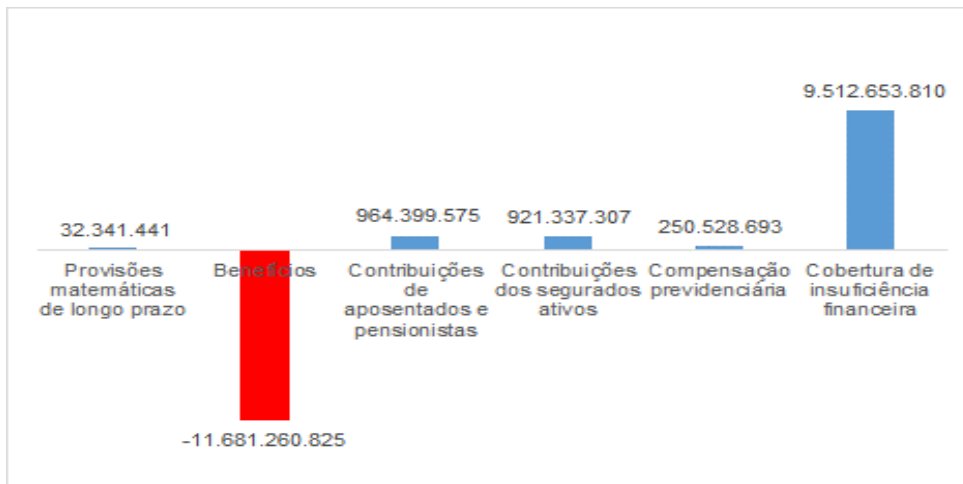 9.512.653.810
964.399.575
921.337.307
250.528.693
32.341.441
Provisões
matemáticas
de longo prazo
Benefícios
Contribuições
de
aposentados e
pensionistas
Contribuições
dos segurados
ativos
Compensação
previdenciária
Cobertura de
insuficiência
financeira
-11.681.260.825